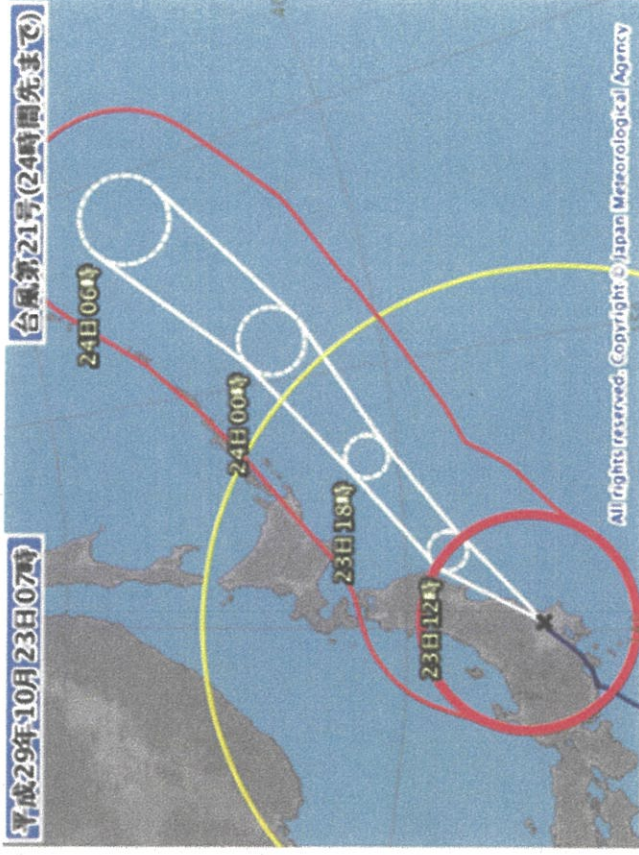 平成29年10月23日07時
台風第21号(24時間先まで)
24日06時
24日00時
23日18時
23日12時
All rights reserved. Copyright © Japan Meteorological Agency